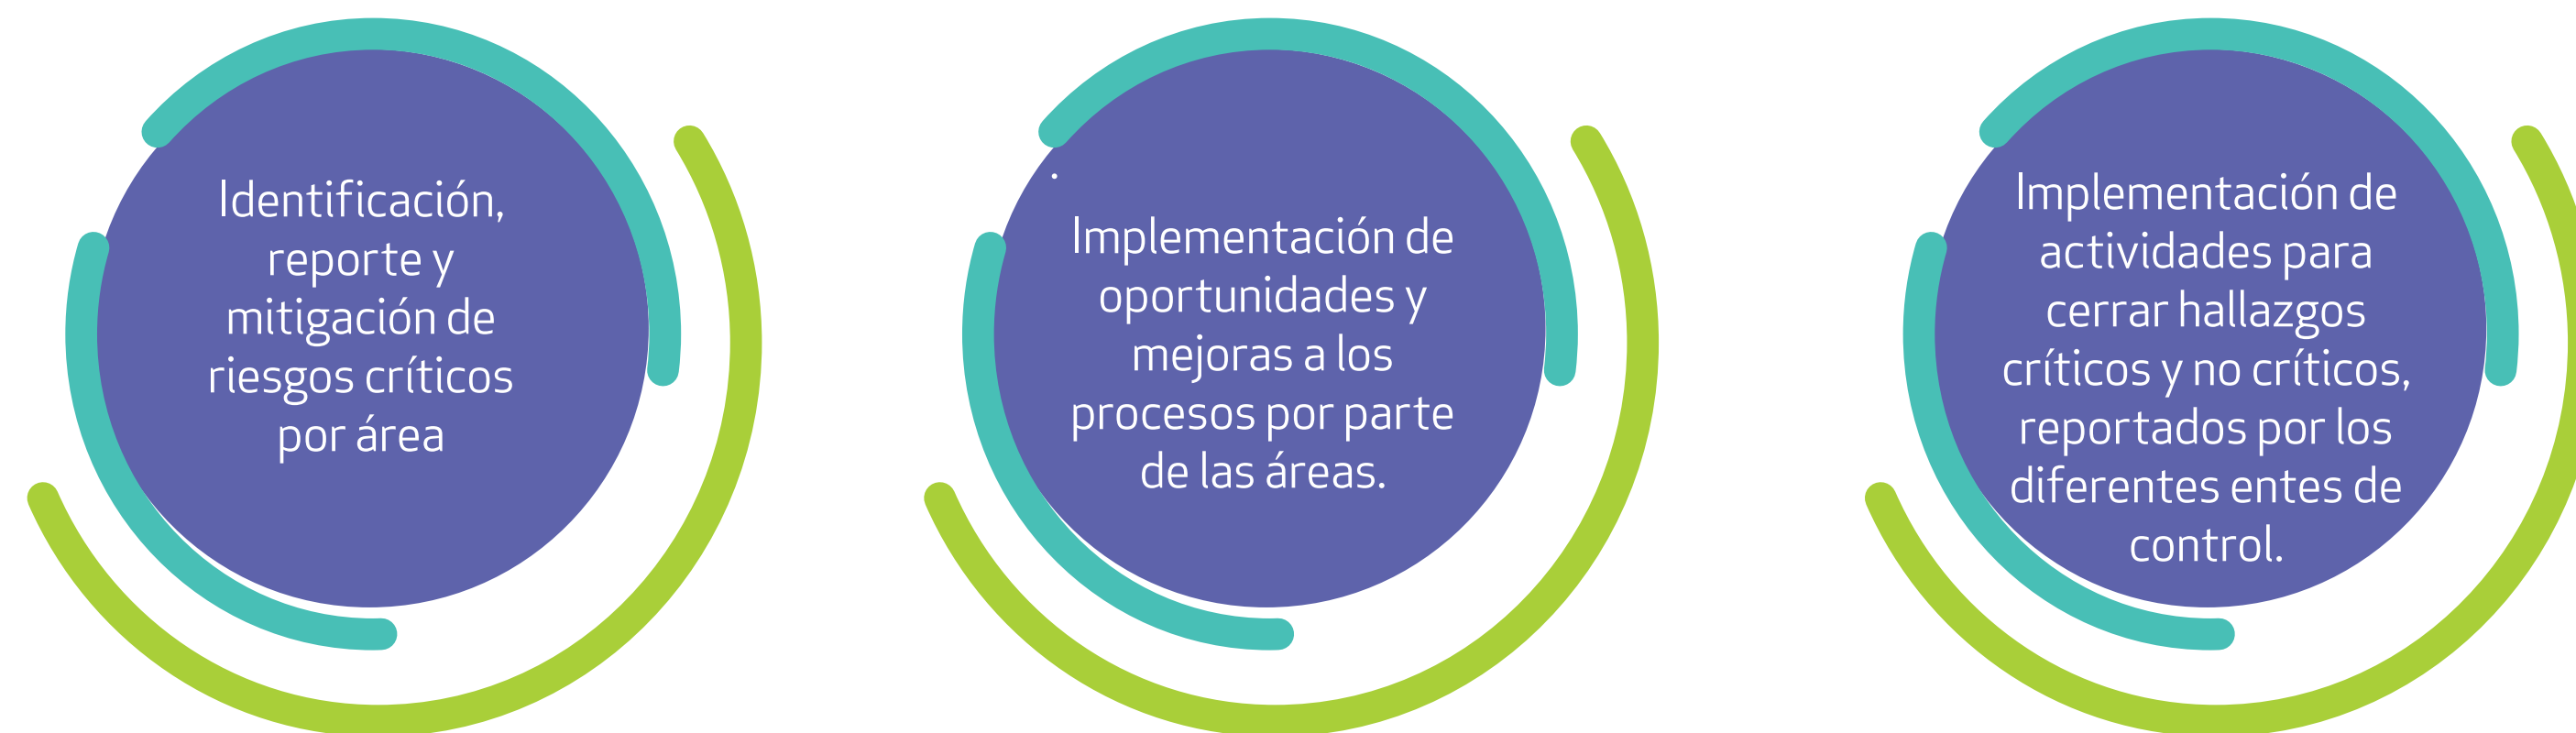 Identificación,
reporte y
mitigación de
riesgos críticos
por área
.
Implementación de
oportunidades y
mejoras a los
procesos por parte
de las áreas.
Implementación de
actividades para
cerrar hallazgos
críticos y no críticos,
reportados por los
diferentes entes de
control.